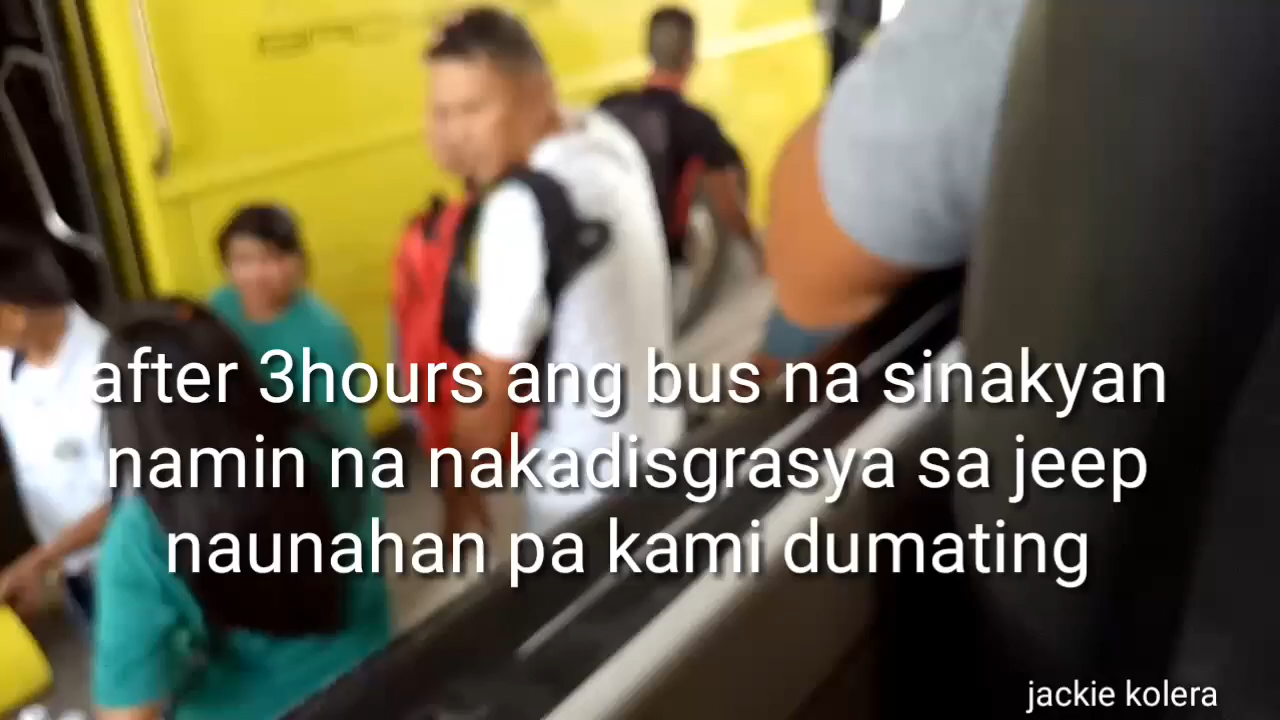 after 3hours ang bus na sinakyan
namin na nakadisgrasya sa jeep
naunahan pa kami dumating
jackie kolera